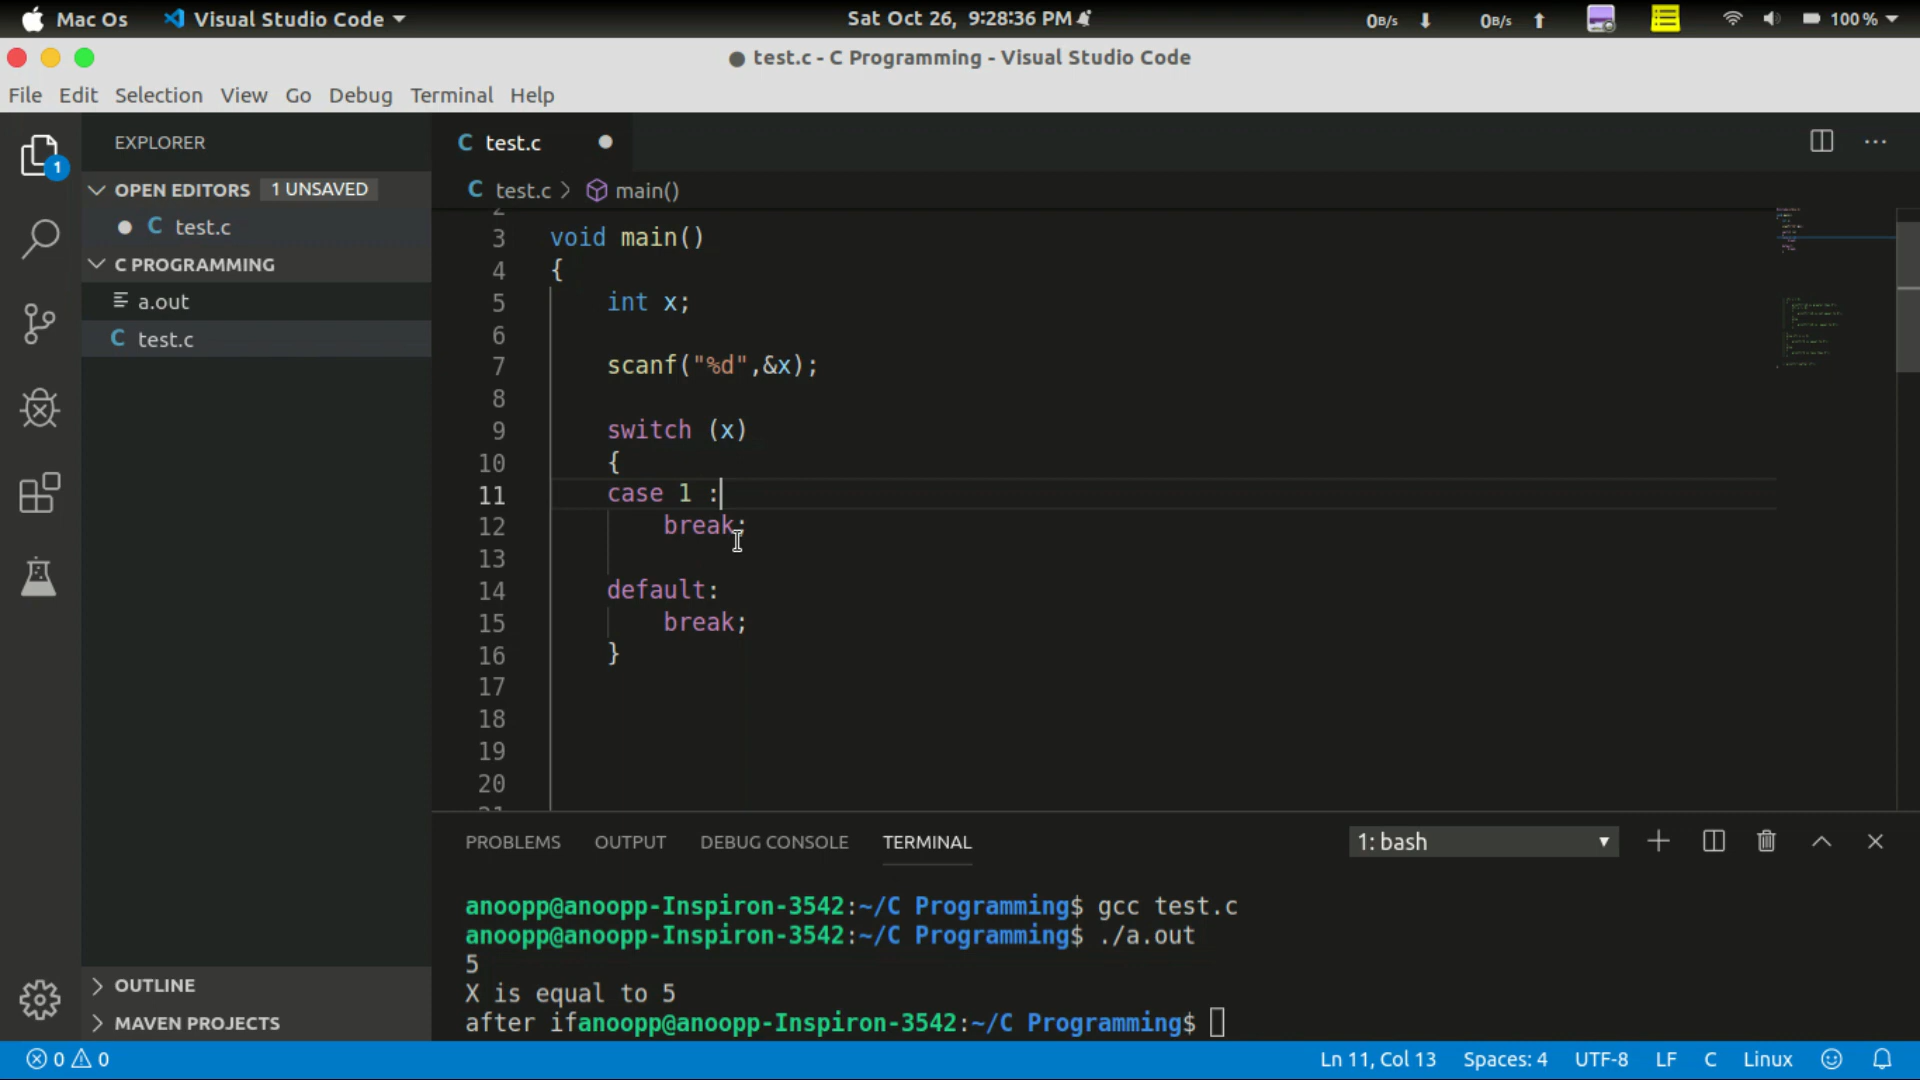 Mac Os Visual Studio Code Sat Oct 26, 9:28:36 PM 0B/s 0B/s 100%
test.c - C Programming - Visual Studio Code
File Edit Selection View Go Debug Terminal Help
1
EXPLORER
OPEN EDITORS 1 UNSAVED
C test.c
C PROGRAMMING
a.out
C test.c
OUTLINE
MAVEN PROJECTS
C test.c
C test.c > main()
2
3 void main()
4 {
5 int x;
6
7 scanf("%d",&x);
8
9 switch (x)
10 {
11 case 1 :
12 break;
13
14 default:
15 break;
16 }
17
18
19
20
21
PROBLEMS OUTPUT DEBUG CONSOLE TERMINAL 1: bash
anoopp@anoopp-Inspiron-3542:~/C Programming$ gcc test.c
anoopp@anoopp-Inspiron-3542:~/C Programming$ ./a.out
5
X is equal to 5
after ifanoopp@anoopp-Inspiron-3542:~/C Programming$
0 0 Ln 11, Col 13 Spaces: 4 UTF-8 LF C Linux